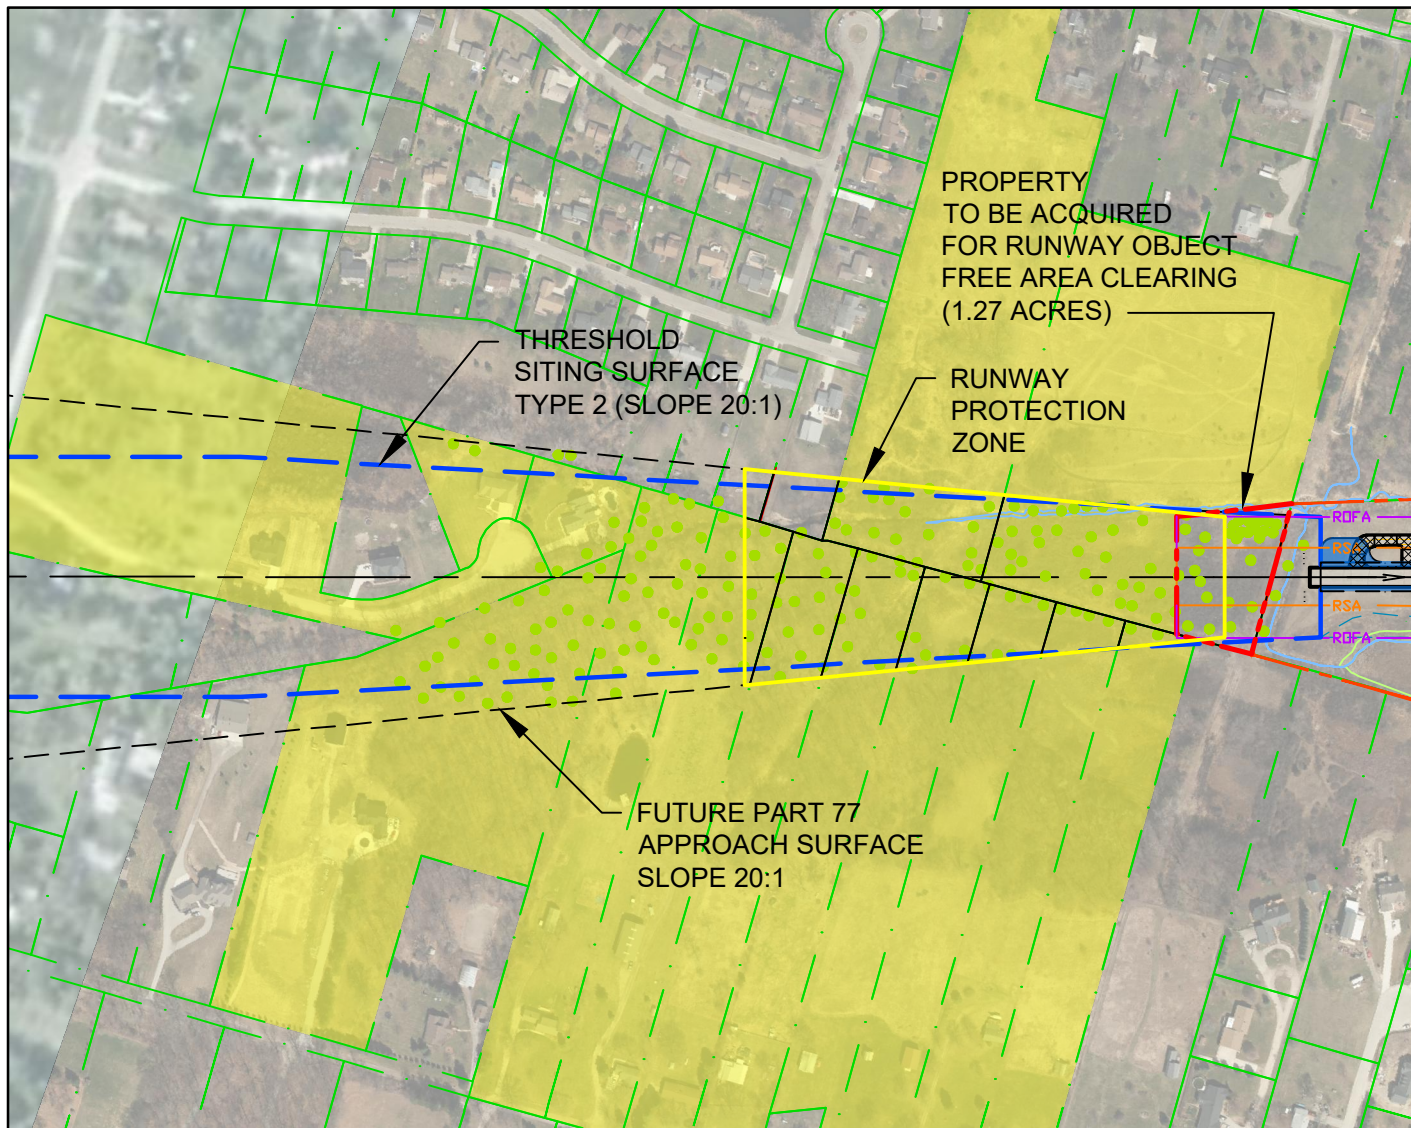 PROPERTY
TO BE ACQUIRED
FOR RUNWAY OBJECT
FREE AREA CLEARING
(1.27 ACRES)
THRESHOLD
SITING SURFACE
TYPE 2 (SLOPE 20:1)
RUNWAY
PROTECTION
ZONE
ROFA
RSA
RSA
ROFA
FUTURE PART 77
APPROACH SURFACE
SLOPE 20:1